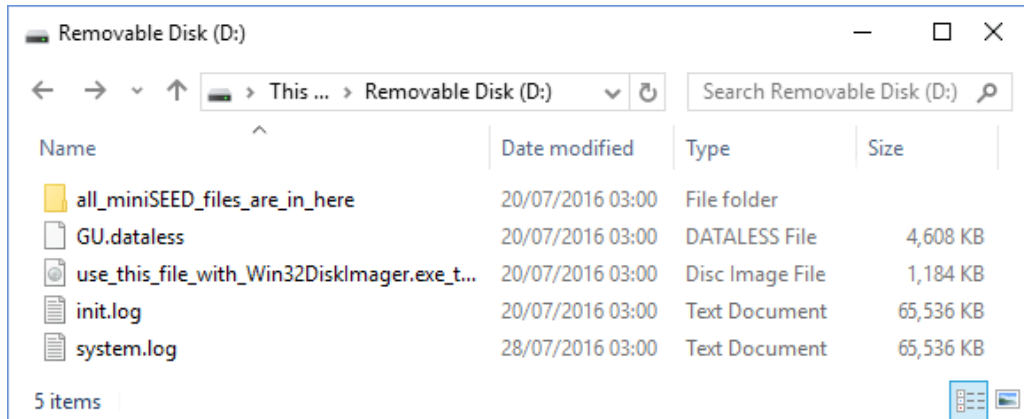 Removable Disk (D:)
This ... > Removable Disk (D:) Search Removable Disk (D:)
Name Date modified Type Size
all_miniSEED_files_are_in_here 20/07/2016 03:00 File folder
GU.dataless 20/07/2016 03:00 DATALESS File 4,608 KB
use_this_file_with_Win32DiskImager.exe_t... 20/07/2016 03:00 Disc Image File 1,184 KB
init.log 20/07/2016 03:00 Text Document 65,536 KB
system.log 28/07/2016 03:00 Text Document 65,536 KB
5 items